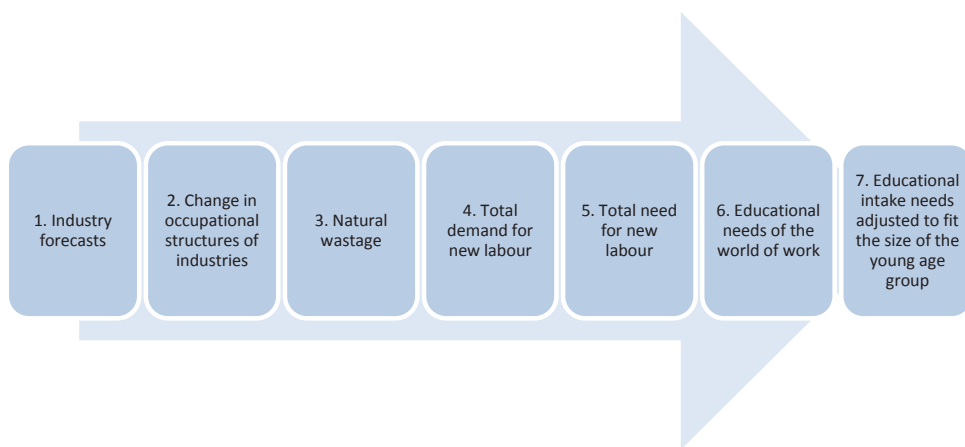 1. Industry
forecasts
2. Change in
occupational
structures of
industries
3. Natural
wastage
4. Total
demand for
new labour
5. Total need
for new
labour
6. Educational
needs of the
world of work
7. Educational
intake needs
adjusted to fit
the size of the
young age
group